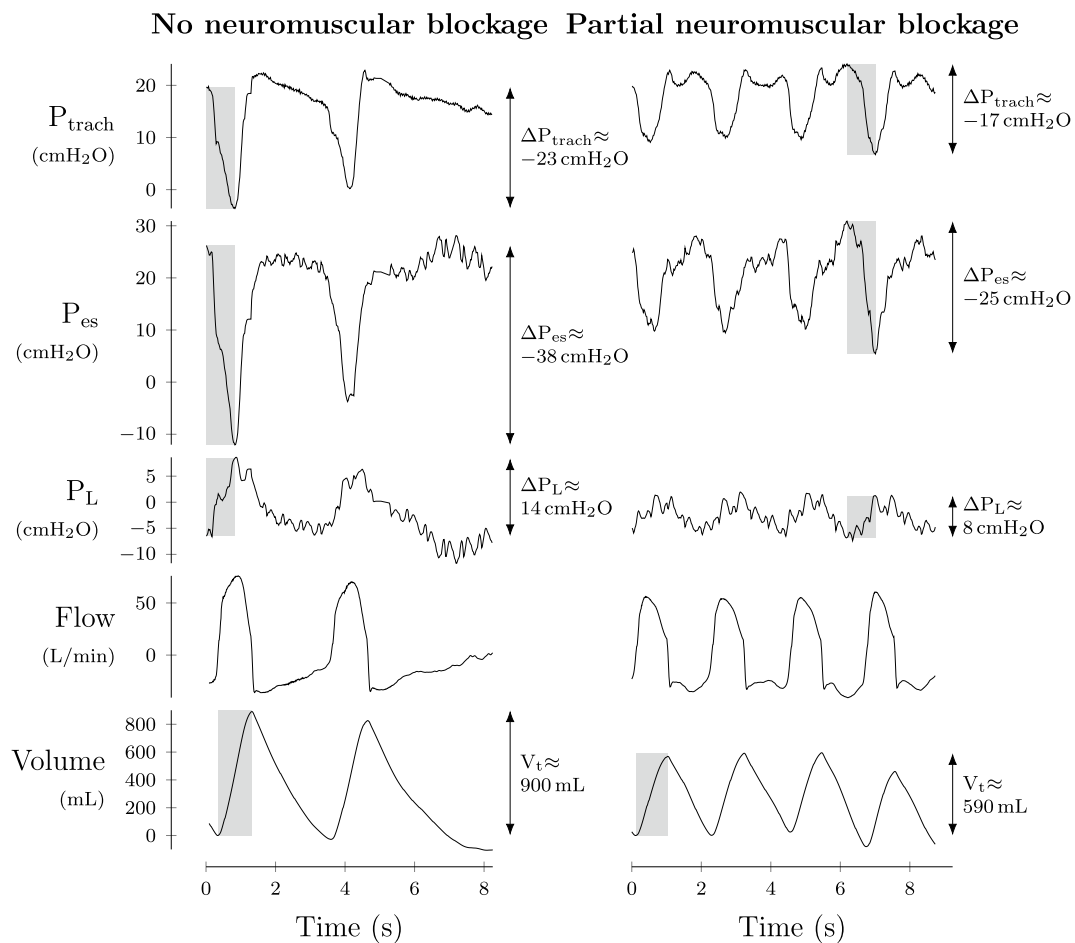 No neuromuscular blockage
Partial neuromuscular blockage
P_trach
(cmH₂O)
20
10
0
ΔP_trach≈
−23 cmH₂O
ΔP_trach≈
−17 cmH₂O
P_es
(cmH₂O)
30
20
10
0
−10
ΔP_es≈
−38 cmH₂O
ΔP_es≈
−25 cmH₂O
P_L
(cmH₂O)
5
0
−5
−10
ΔP_L≈
14 cmH₂O
ΔP_L≈
8 cmH₂O
Flow
(L/min)
50
0
Volume
(mL)
800
600
400
200
0
V_t≈
900 mL
V_t≈
590 mL
0 2 4 6 8
0 2 4 6 8
Time (s)
Time (s)